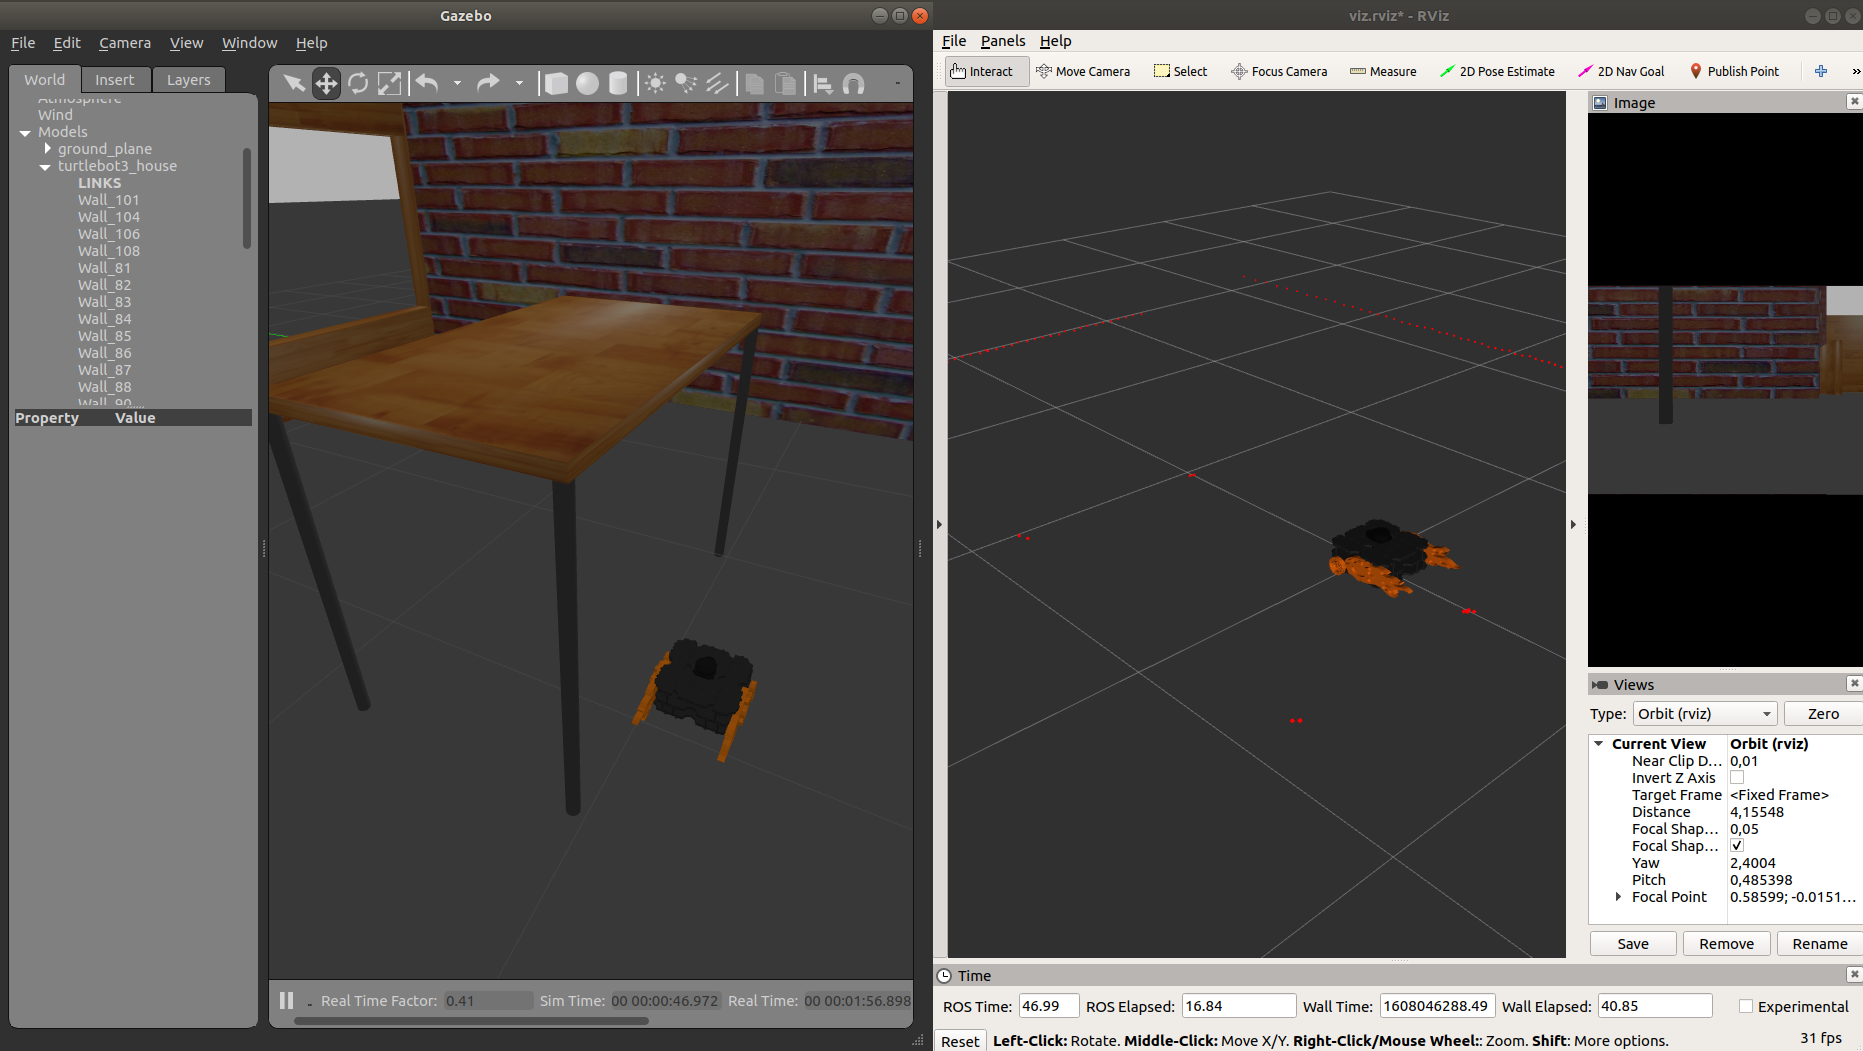 Gazebo
File Edit Camera View Window Help
World Insert Layers
Atmosphere
Wind
Models
ground_plane
turtlebot3_house
LINKS
Wall_101
Wall_104
Wall_106
Wall_108
Wall_81
Wall_82
Wall_83
Wall_84
Wall_85
Wall_86
Wall_87
Wall_88
Wall_90
Property Value
Real Time Factor: 0.41 Sim Time: 00 00:00:46.972 Real Time: 00 00:01:56.898
viz.rviz* - RViz
File Panels Help
Interact Move Camera Select Focus Camera Measure 2D Pose Estimate 2D Nav Goal Publish Point »
Image
Views
Type: Orbit (rviz) Zero
Current View Orbit (rviz)
Near Clip D... 0,01
Invert Z Axis
Target Frame <Fixed Frame>
Distance 4,15548
Focal Shap... 0,05
Focal Shap... ✓
Yaw 2,4004
Pitch 0,485398
Focal Point 0.58599; -0.0151...
Save Remove Rename
Time
ROS Time: 46.99 ROS Elapsed: 16.84 Wall Time: 1608046288.49 Wall Elapsed: 40.85 Experimental
Reset Left-Click: Rotate. Middle-Click: Move X/Y. Right-Click/Mouse Wheel:: Zoom. Shift: More options. 31 fps